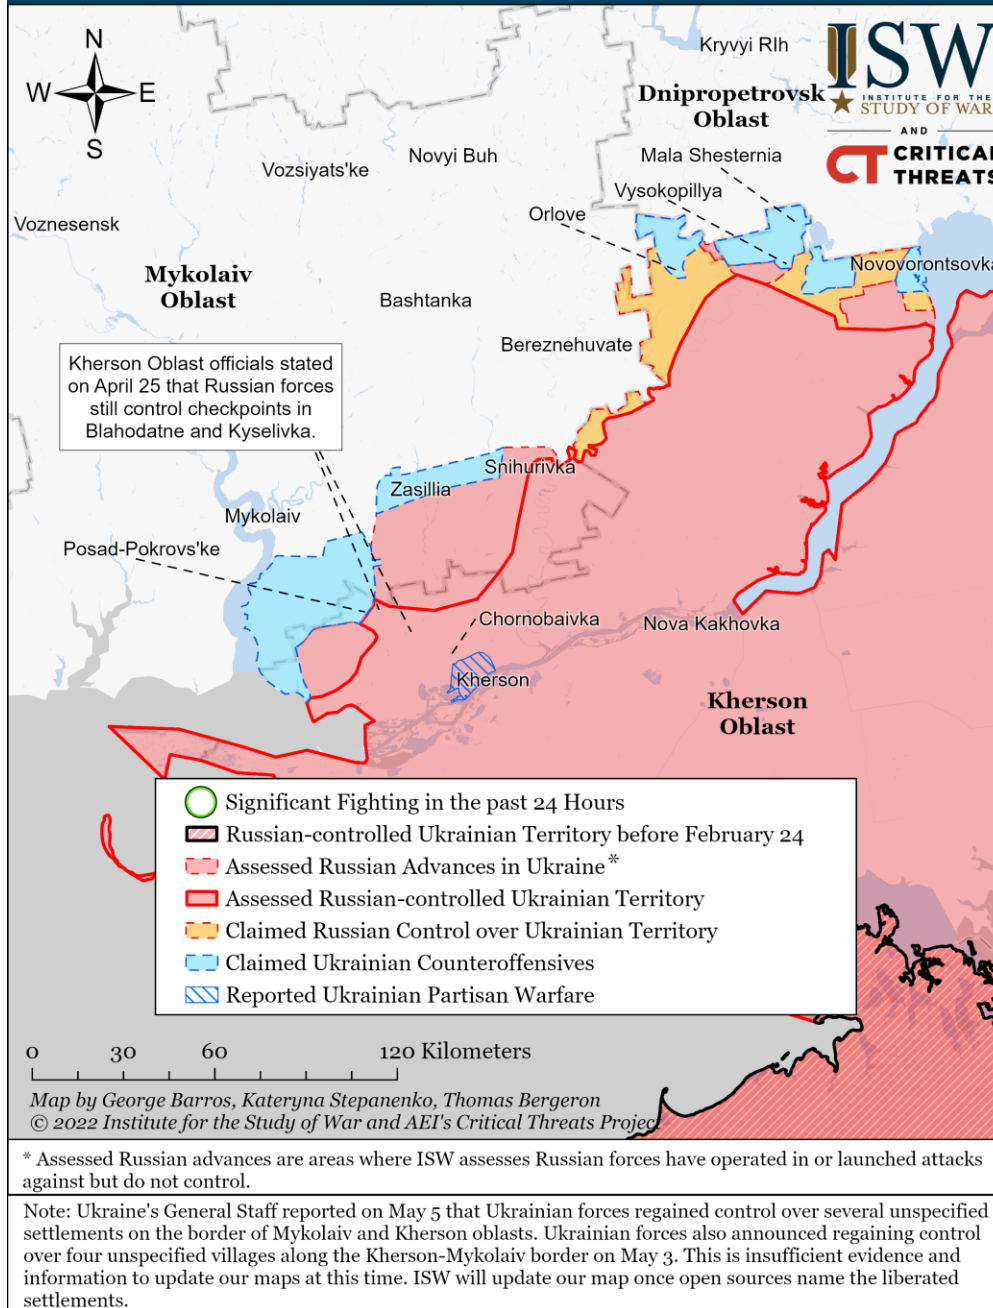 N
W
E
S
Kryvyi RIh
ISW
INSTITUTE FOR THE
STUDY OF WAR
AND
CT CRITICAL
THREATS
Dnipropetrovsk
Oblast
Novyi Buh
Vozsiyats'ke
Mala Shesternia
Vysokopillya
Orlove
Voznesensk
Novovorontsovka
Mykolaiv
Oblast
Bashtanka
Bereznehuvate
Kherson Oblast officials stated
on April 25 that Russian forces
still control checkpoints in
Blahodatne and Kyselivka.
Snihurivka
Zasillia
Mykolaiv
Posad-Pokrovs'ke
Chornobaivka
Nova Kakhovka
Kherson
Kherson
Oblast
Significant Fighting in the past 24 Hours
Russian-controlled Ukrainian Territory before February 24
Assessed Russian Advances in Ukraine*
Assessed Russian-controlled Ukrainian Territory
Claimed Russian Control over Ukrainian Territory
Claimed Ukrainian Counteroffensives
Reported Ukrainian Partisan Warfare
0 30 60 120 Kilometers
Map by George Barros, Kateryna Stepanenko, Thomas Bergeron
© 2022 Institute for the Study of War and AEI's Critical Threats Project
* Assessed Russian advances are areas where ISW assesses Russian forces have operated in or launched attacks
against but do not control.
Note: Ukraine's General Staff reported on May 5 that Ukrainian forces regained control over several unspecified
settlements on the border of Mykolaiv and Kherson oblasts. Ukrainian forces also announced regaining control
over four unspecified villages along the Kherson-Mykolaiv border on May 3. This is insufficient evidence and
information to update our maps at this time. ISW will update our map once open sources name the liberated
settlements.